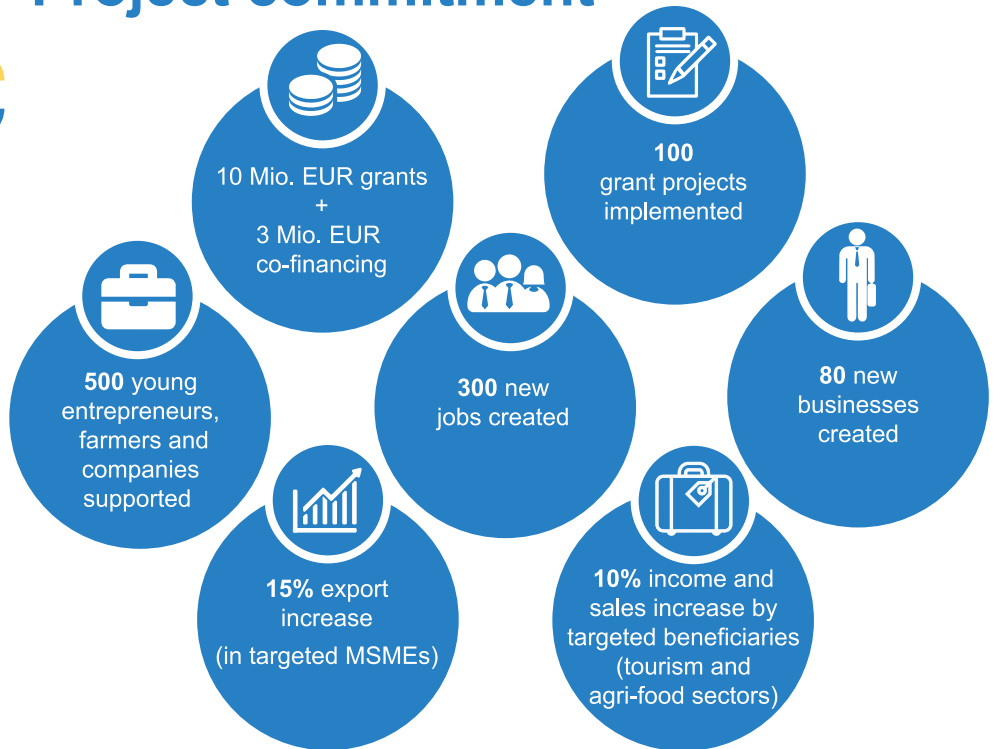 Project commitment
10 Mio. EUR grants
+
3 Mio. EUR
co-financing
100
grant projects
implemented
500 young
entrepreneurs,
farmers and
companies
supported
300 new
jobs created
80 new
businesses
created
15% export
increase
(in targeted MSMEs)
10% income and
sales increase by
targeted beneficiaries
(tourism and
agri-food sectors)